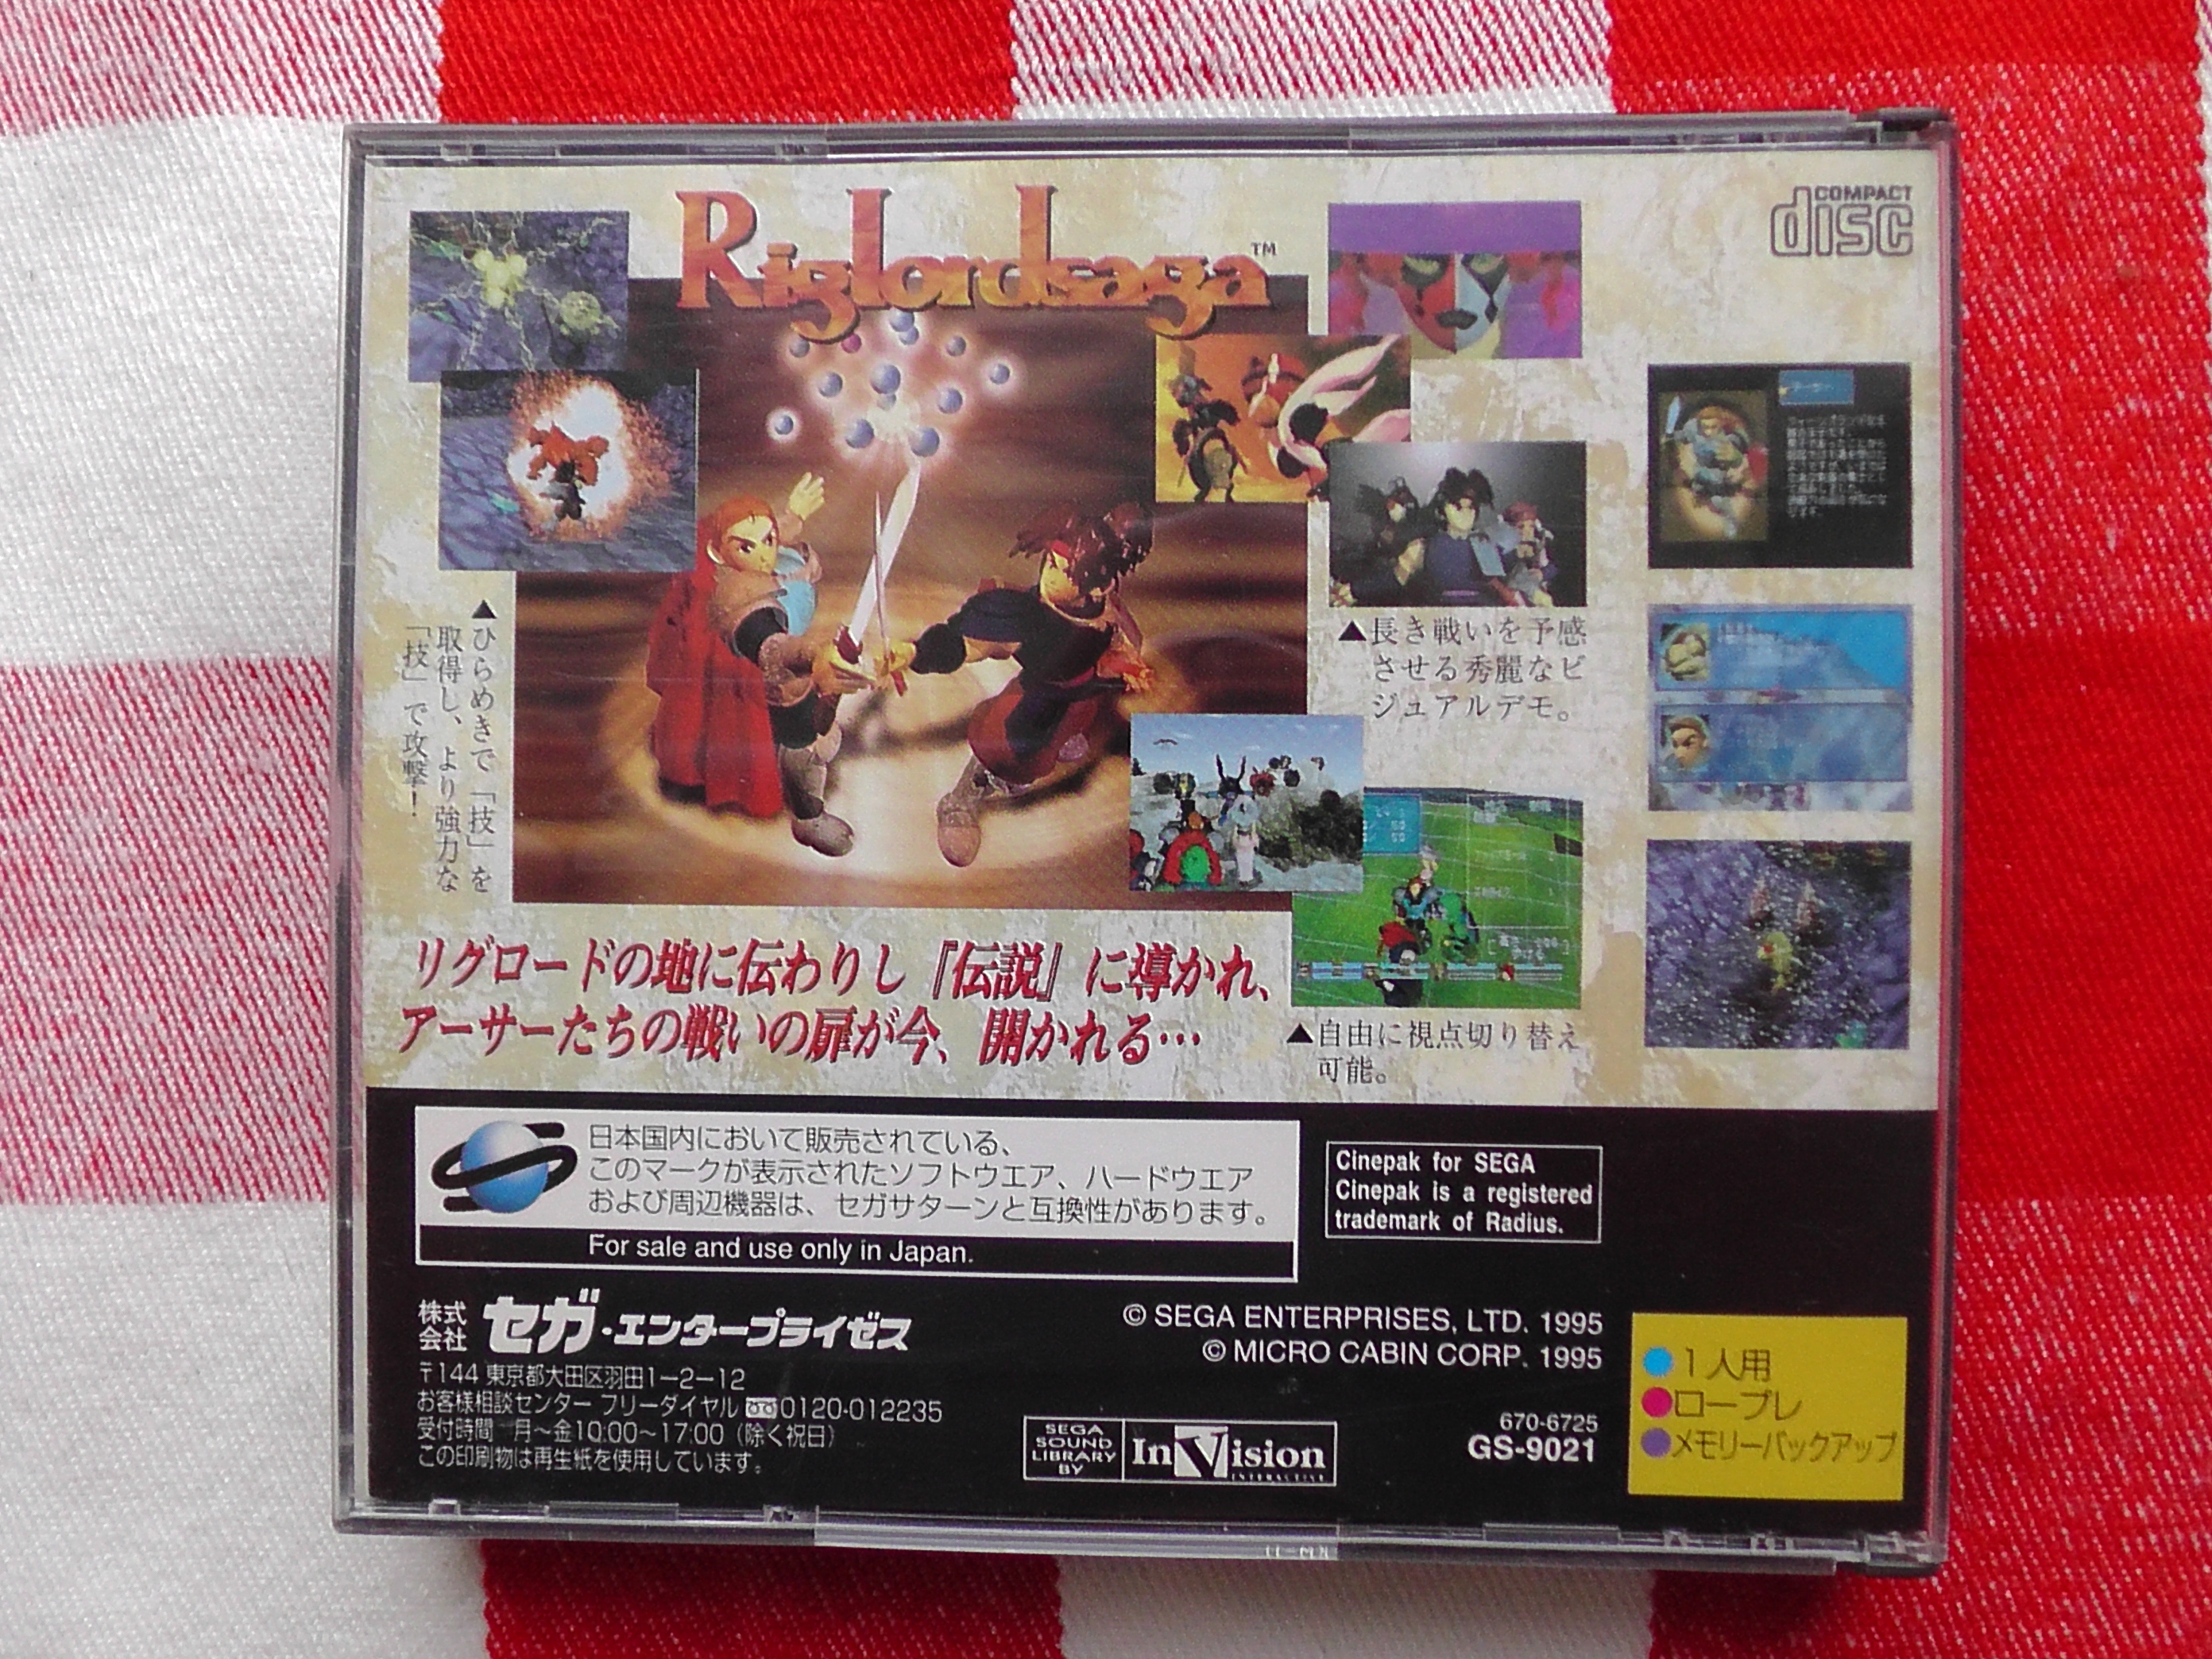 Riglordsaga™
COMPACT
disc
▲ひらめきで「技」を
取得し、より強力な
「技」で攻撃！
▲長き戦いを予感
させる秀麗なビ
ジュアルデモ。
リグロードの地に伝わりし『伝説』に導かれ、
アーサーたちの戦いの扉が今、開かれる…
▲自由に視点切り替え
可能。
日本国内において販売されている、
このマークが表示されたソフトウエア、ハードウエア
および周辺機器は、セガサターンと互換性があります。
For sale and use only in Japan.
Cinepak for SEGA
Cinepak is a registered
trademark of Radius.
株式会社 セガ・エンタープライゼス
〒144 東京都大田区羽田1−2−12
お客様相談センター フリーダイヤル 0120-012235
受付時間 月〜金10:00〜17:00（除く祝日）
この印刷物は再生紙を使用しています。
© SEGA ENTERPRISES, LTD. 1995
© MICRO CABIN CORP. 1995
SEGA
SOUND
LIBRARY
BY
InVision
INTERACTIVE
670-6725
GS-9021
1人用
ロープレ
メモリーバックアップ